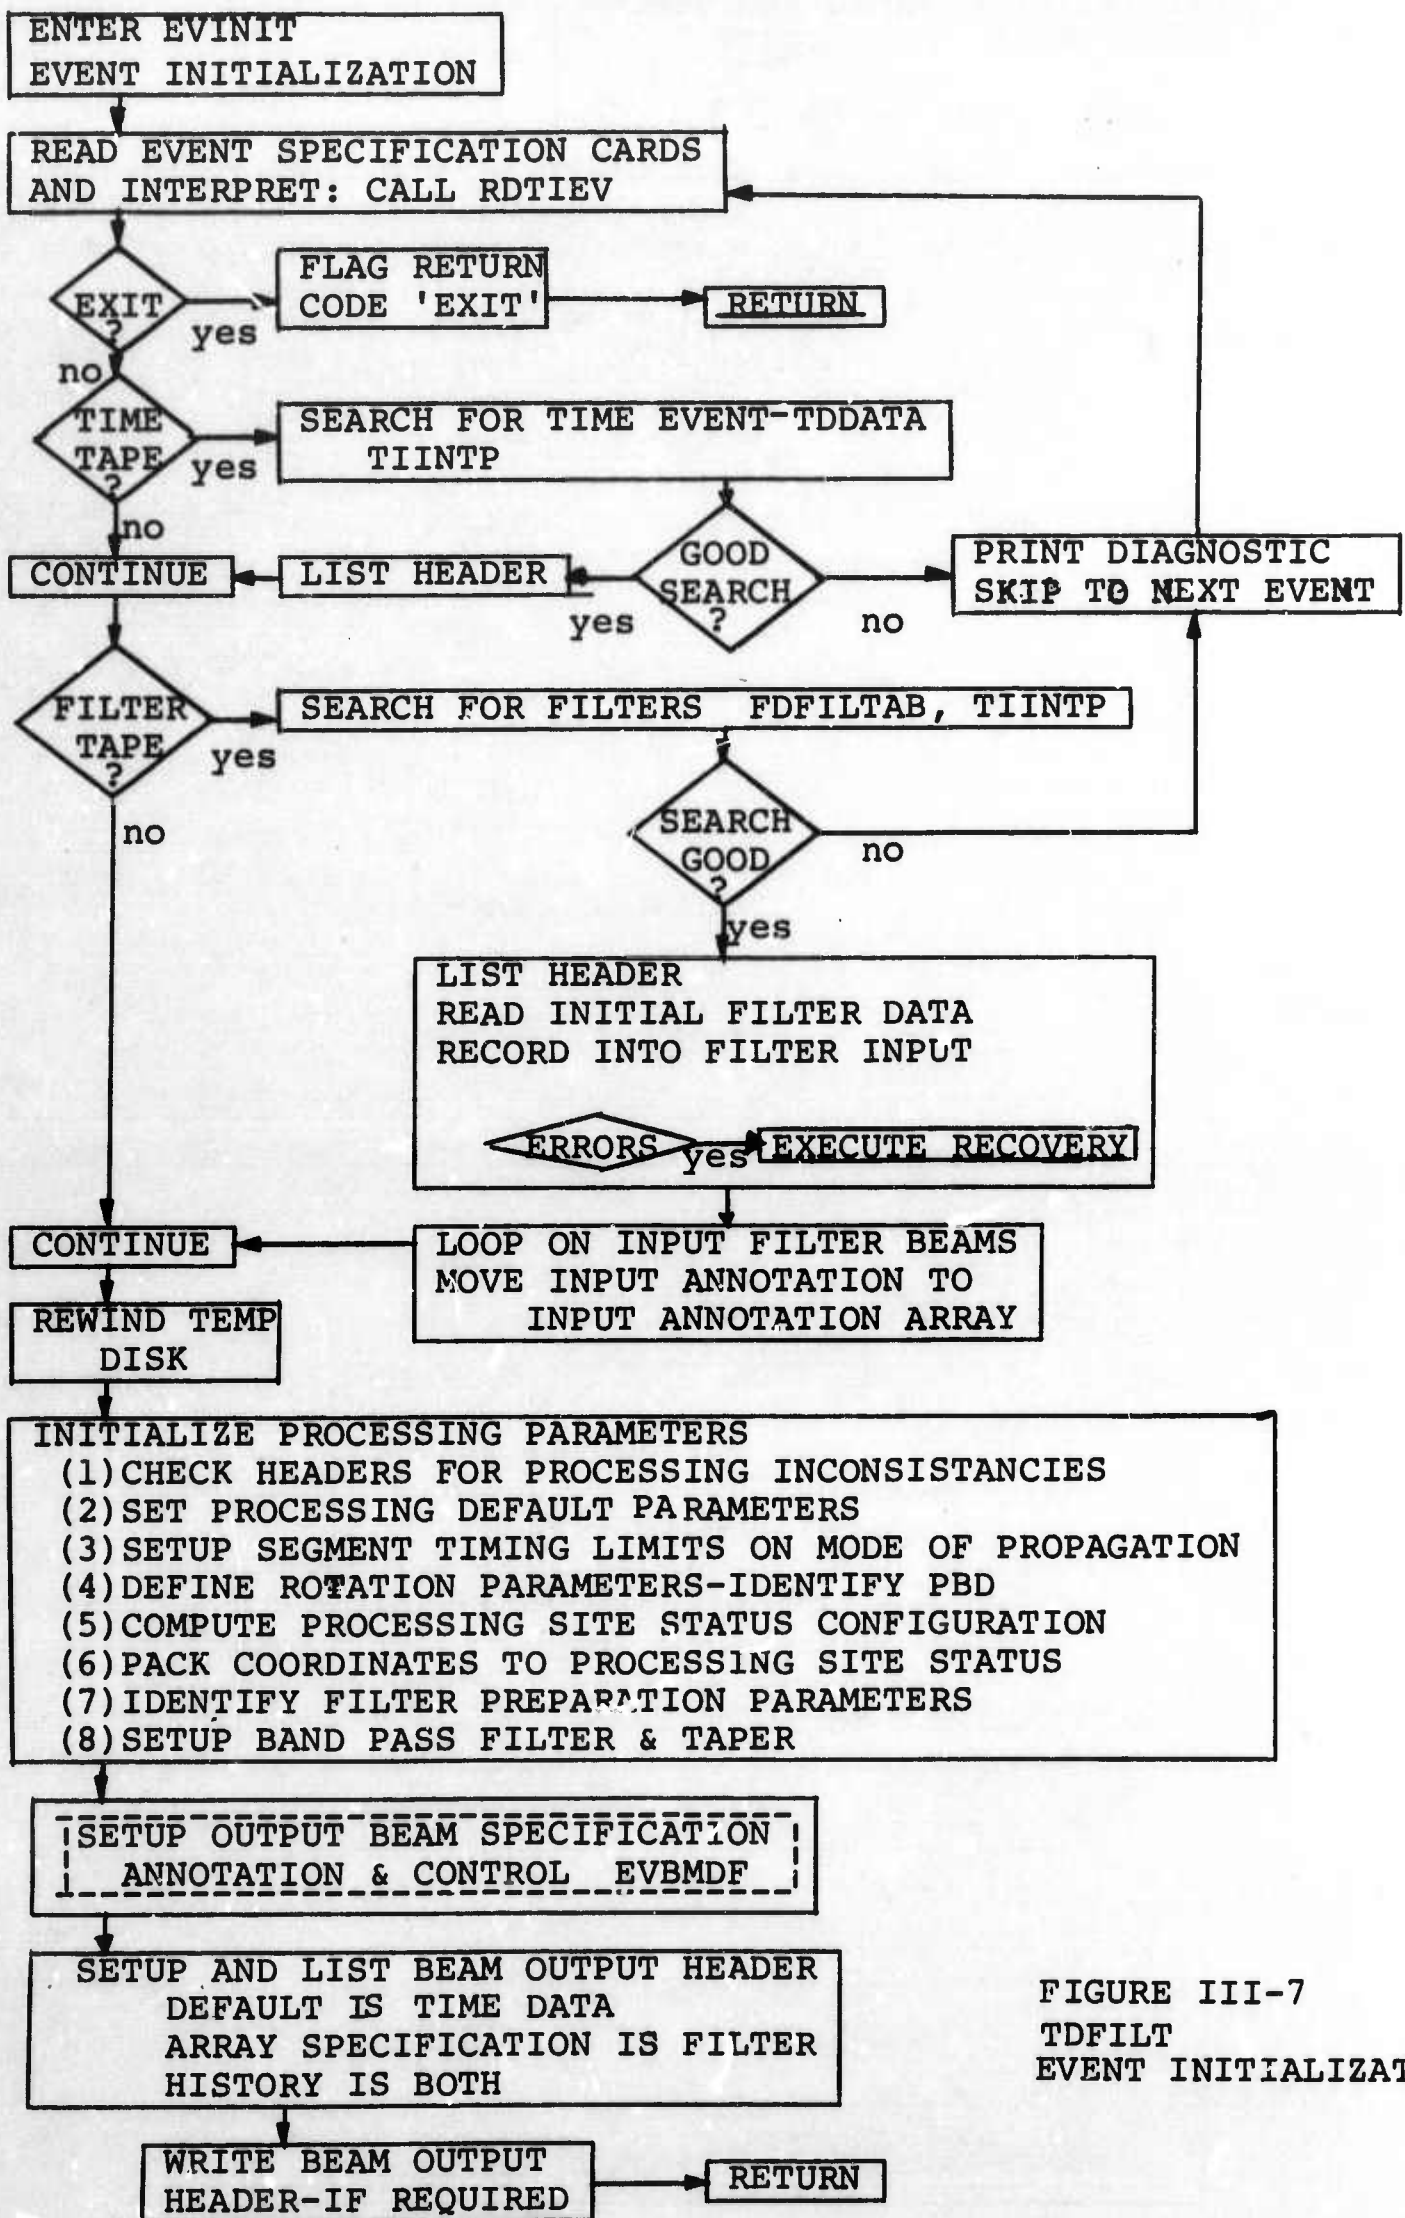 ENTER EVINIT
EVENT INITIALIZATION
READ EVENT SPECIFICATION CARDS
AND INTERPRET: CALL RDTIEV
EXIT
?
yes
no
FLAG RETURN
CODE 'EXIT'
RETURN
TIME
TAPE
?
yes
no
SEARCH FOR TIME EVENT-TDDATA
TIINTP
GOOD
SEARCH
?
yes
no
LIST HEADER
CONTINUE
PRINT DIAGNOSTIC
SKIP TO NEXT EVENT
FILTER
TAPE
?
yes
no
SEARCH FOR FILTERS FDFILTAB, TIINTP
SEARCH
GOOD
?
no
yes
LIST HEADER
READ INITIAL FILTER DATA
RECORD INTO FILTER INPUT
ERRORS
yes
EXECUTE RECOVERY
CONTINUE
LOOP ON INPUT FILTER BEAMS
MOVE INPUT ANNOTATION TO
INPUT ANNOTATION ARRAY
REWIND TEMP
DISK
INITIALIZE PROCESSING PARAMETERS
(1)CHECK HEADERS FOR PROCESSING INCONSISTANCIES
(2)SET PROCESSING DEFAULT PARAMETERS
(3)SETUP SEGMENT TIMING LIMITS ON MODE OF PROPAGATION
(4)DEFINE ROTATION PARAMETERS-IDENTIFY PBD
(5)COMPUTE PROCESSING SITE STATUS CONFIGURATION
(6)PACK COORDINATES TO PROCESSING SITE STATUS
(7)IDENTIFY FILTER PREPARATION PARAMETERS
(8)SETUP BAND PASS FILTER & TAPER
SETUP OUTPUT BEAM SPECIFICATION
ANNOTATION & CONTROL EVBMDF
SETUP AND LIST BEAM OUTPUT HEADER
DEFAULT IS TIME DATA
ARRAY SPECIFICATION IS FILTER
HISTORY IS BOTH
WRITE BEAM OUTPUT
HEADER-IF REQUIRED
RETURN
FIGURE III-7
TDFILT
EVENT INITIALIZAT